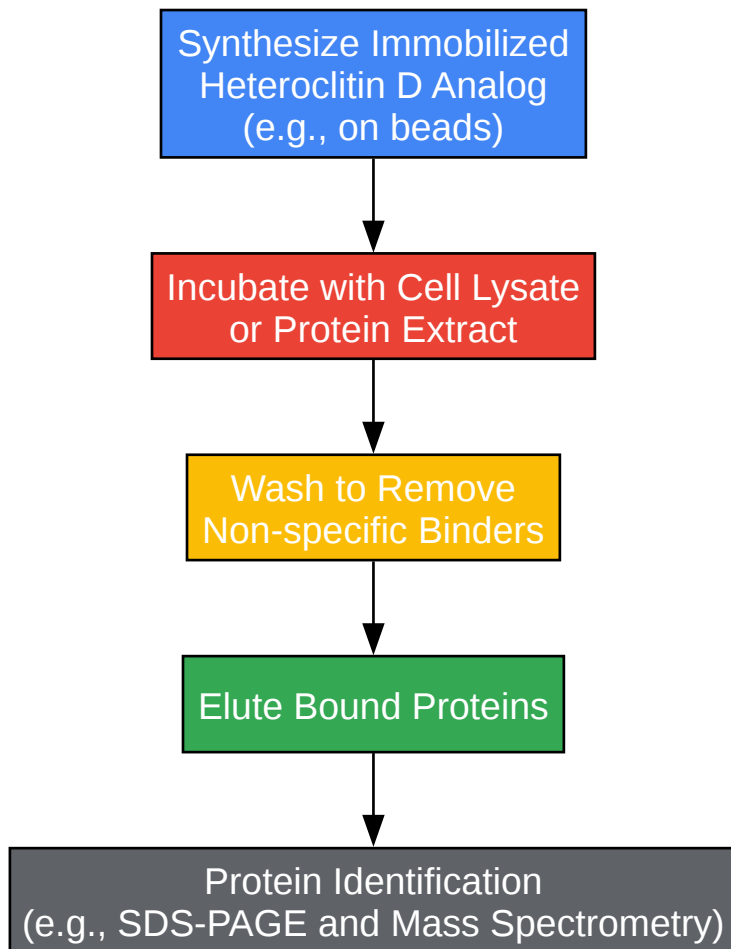 Synthesize Immobilized
Heteroclitin D Analog
(e.g., on beads)
Incubate with Cell Lysate
or Protein Extract
Wash to Remove
Non-specific Binders
Elute Bound Proteins
Protein Identification
(e.g., SDS-PAGE and Mass Spectrometry)